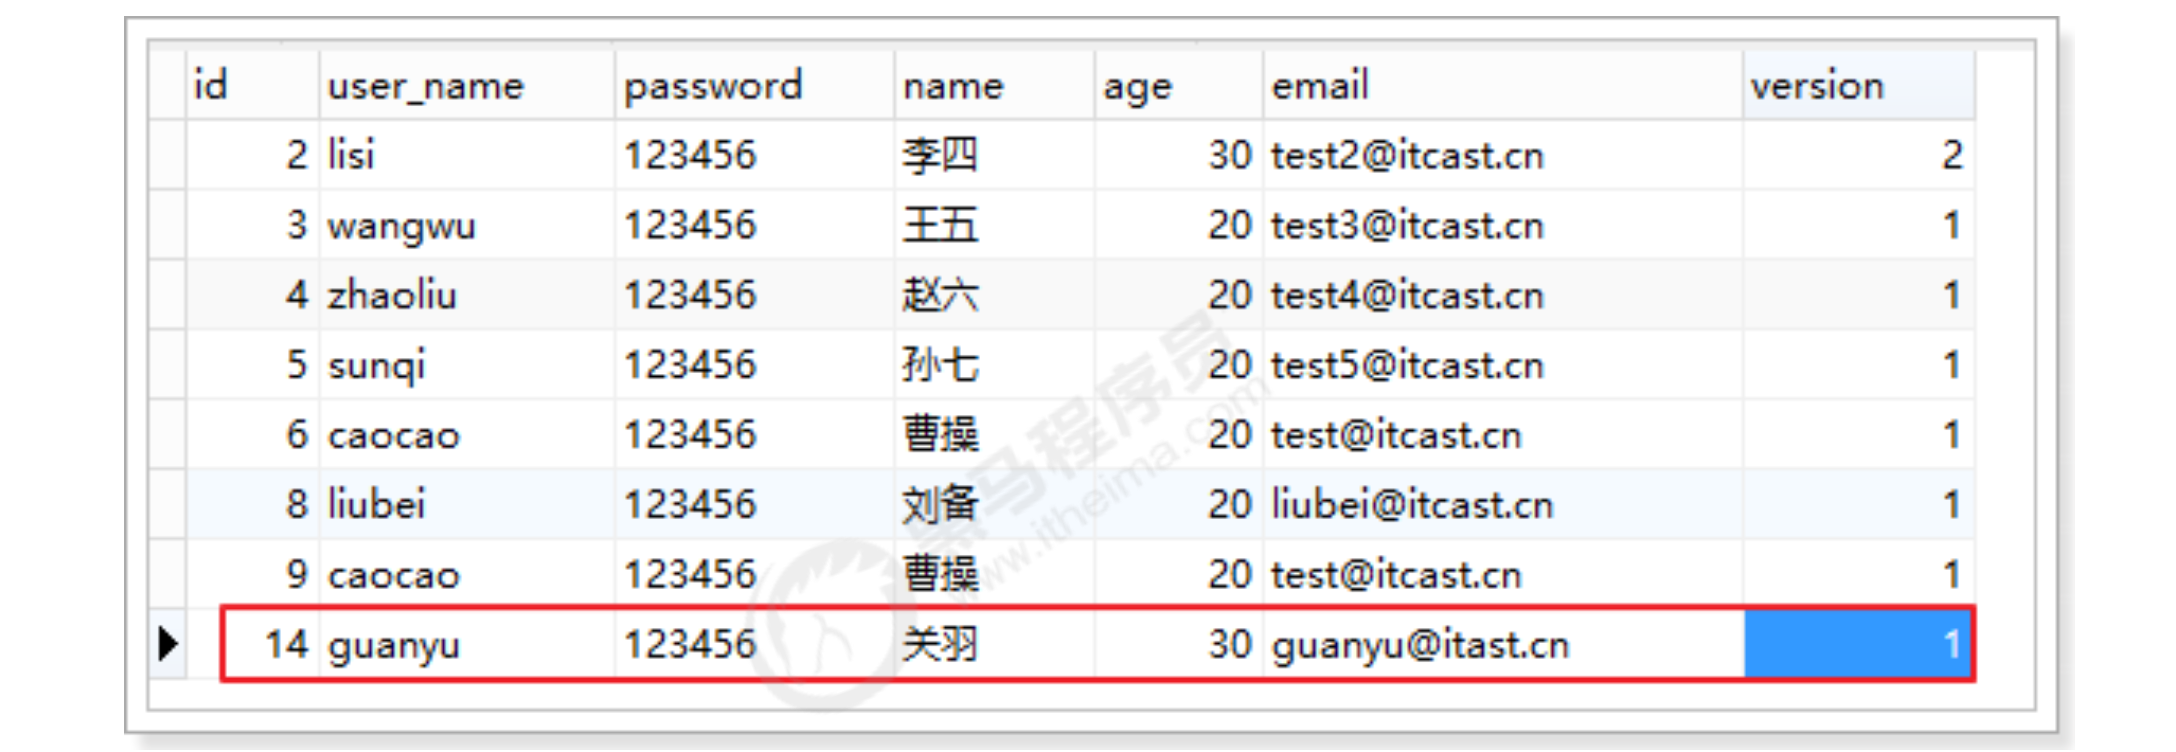 id user_name password name age email version
2 lisi 123456 李四 30 test2@itcast.cn 2
3 wangwu 123456 王五 20 test3@itcast.cn 1
4 zhaoliu 123456 赵六 20 test4@itcast.cn 1
5 sunqi 123456 孙七 20 test5@itcast.cn 1
6 caocao 123456 曹操 20 test@itcast.cn 1
8 liubei 123456 刘备 20 liubei@itcast.cn 1
9 caocao 123456 曹操 20 test@itcast.cn 1
14 guanyu 123456 关羽 30 guanyu@itast.cn 1
黑马程序员
www.itheima.com